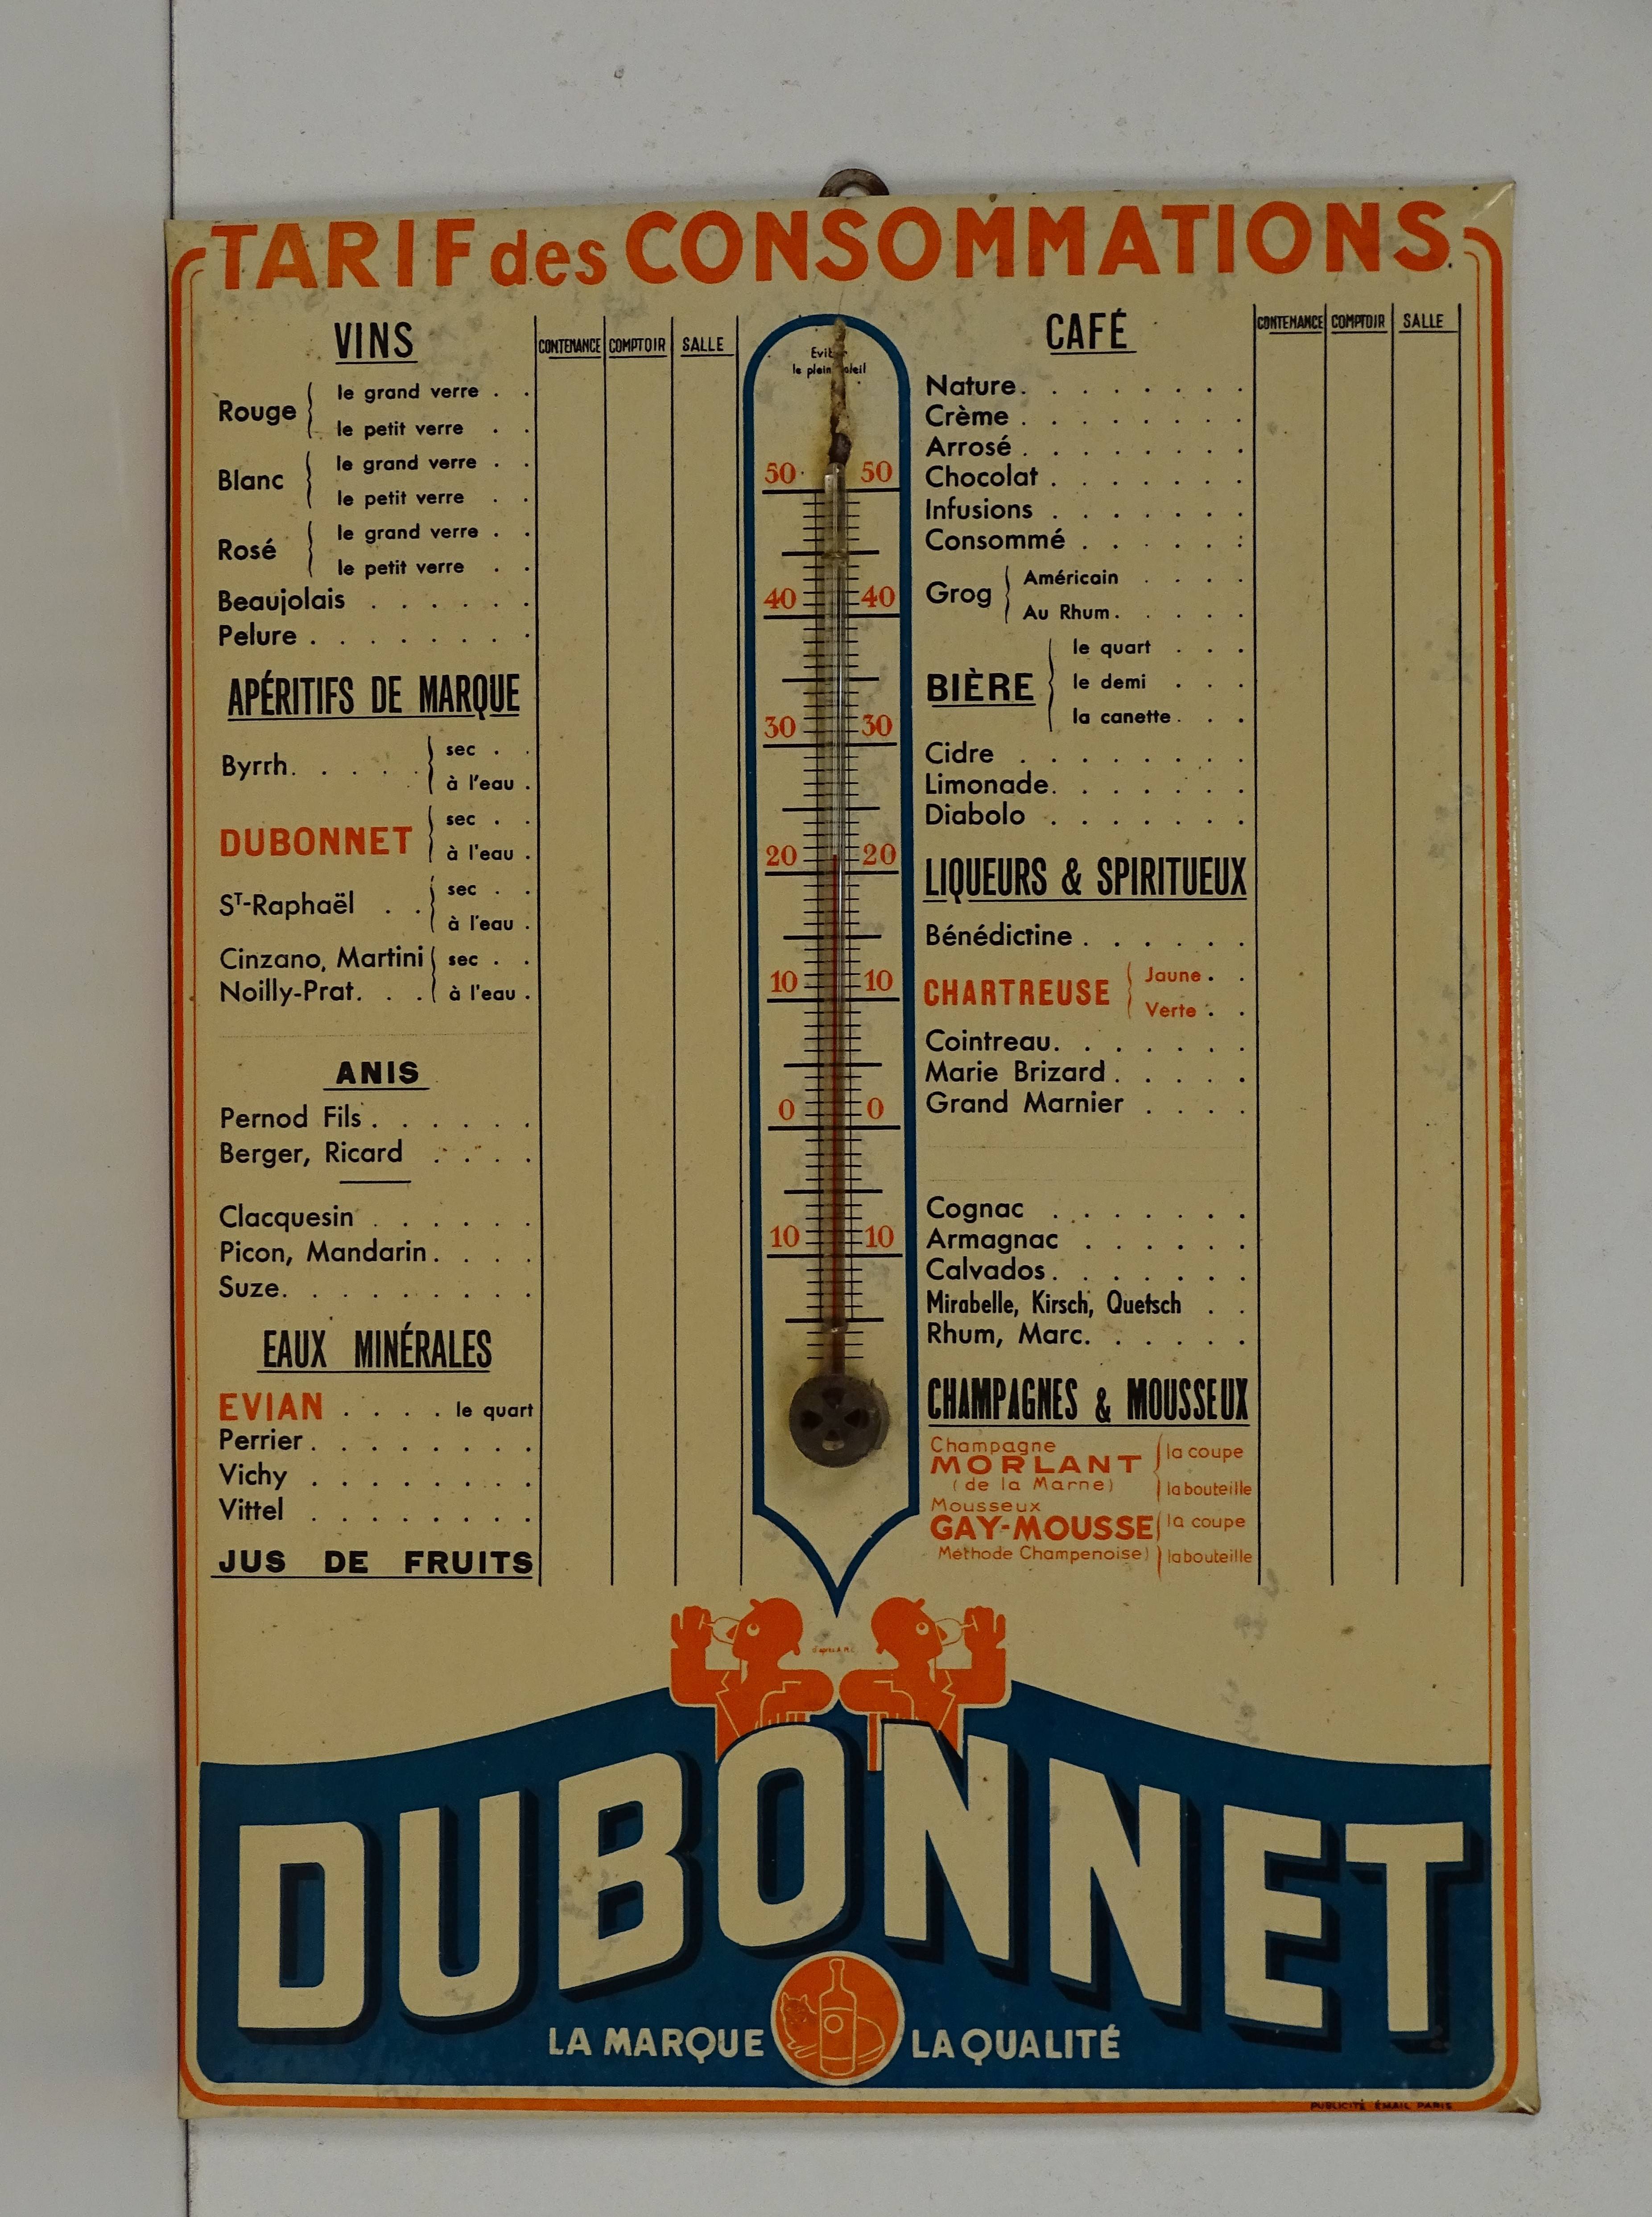 TARIF des CONSOMMATIONS
VINS
CONTENANCE COMPTOIR SALLE
Rouge
le grand verre
le petit verre
Blanc
le grand verre
le petit verre
Rosé
le grand verre
le petit verre
Beaujolais
Pelure
APÉRITIFS DE MARQUE
Byrrh
sec
à l'eau
DUBONNET
sec
à l'eau
Sᵀ-Raphaël
sec
à l'eau
Cinzano, Martini sec
Noilly-Prat à l'eau
ANIS
Pernod Fils
Berger, Ricard
Clacquesin
Picon, Mandarin
Suze
EAUX MINÉRALES
EVIAN le quart
Perrier
Vichy
Vittel
JUS DE FRUITS
le plein
50 50
40 40
30 30
20 20
10 10
0 0
10 10
CAFÉ
CONTENANCE COMPTOIR SALLE
Nature
Crème
Arrosé
Chocolat
Infusions
Consommé
Grog
Américain
Au Rhum
BIÈRE
le quart
le demi
la canette
Cidre
Limonade
Diabolo
LIQUEURS & SPIRITUEUX
Bénédictine
CHARTREUSE
Jaune
Verte
Cointreau
Marie Brizard
Grand Marnier
Cognac
Armagnac
Calvados
Mirabelle, Kirsch, Quetsch
Rhum, Marc
CHAMPAGNES & MOUSSEUX
Champagne
MORLANT
(de la Marne)
la coupe
la bouteille
Mousseux
GAY-MOUSSE
Méthode Champenoise)
la coupe
la bouteille
DUBONNET
LA MARQUE LA QUALITÉ
PUBLICITÉ ÉMAIL PARIS